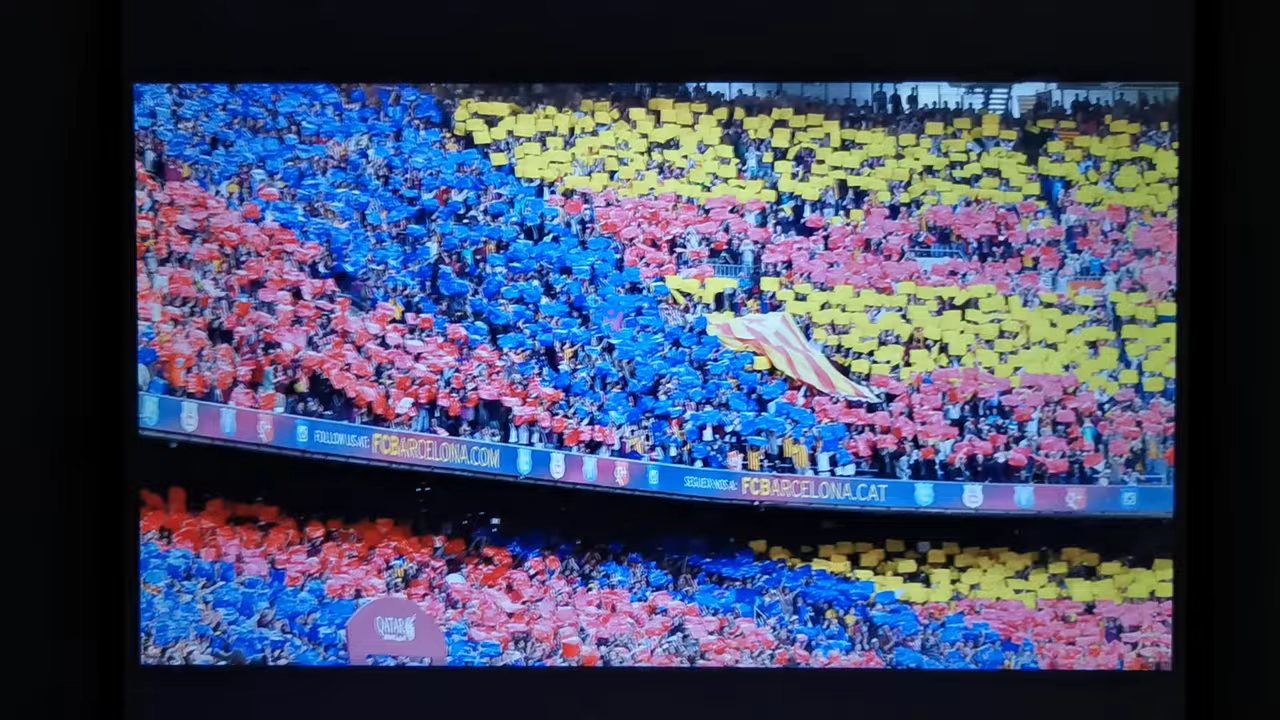 FOLLOW US AT: FCBARCELONA.COM
SEGUEIX-NOS A: FCBARCELONA.CAT
QATAR